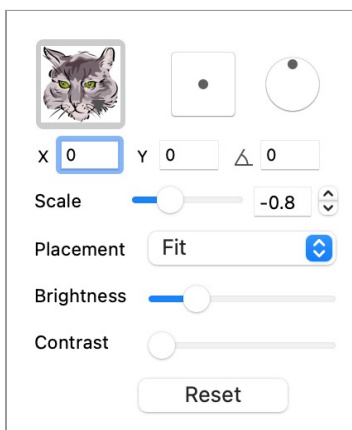 X 0 Y 0 0
Scale -0.8
Placement Fit
Brightness
Contrast
Reset